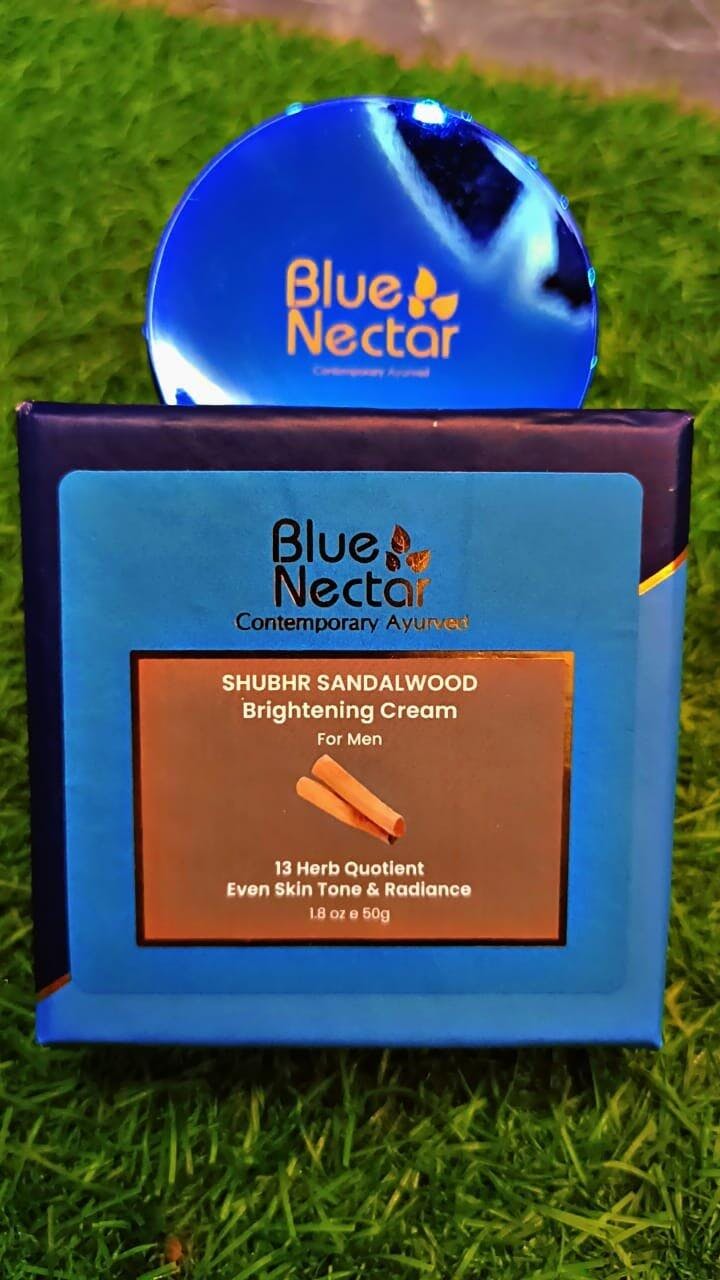 Blue
Nectar
Contemporary Ayurved
Blue
Nectar
Contemporary Ayurved
SHUBHR SANDALWOOD
Brightening Cream
For Men
13 Herb Quotient
Even Skin Tone & Radiance
1.8 oz e 50g